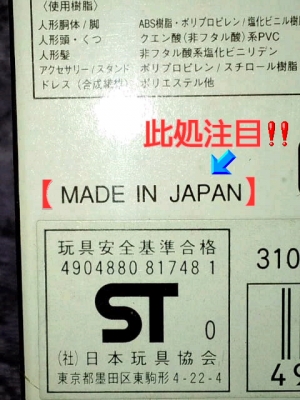 〈使用樹脂〉
人形胴体／脚 ABS樹脂・ポリプロピレン／塩化ビニル樹
人形頭・くつ クエン酸(非フタル酸)系PVC
人形髪 非フタル酸系塩化ビニリデン
アクセサリー／スタンド ポリプロピレン／スチロール樹脂
ドレス (合成繊維) ポリエステル他
此処注目‼️
【 MADE IN JAPAN】
玩具安全基準合格
4904880 81748 1
ST 0
(社)日本玩具協会
東京都墨田区東駒形4-22-4
310
49